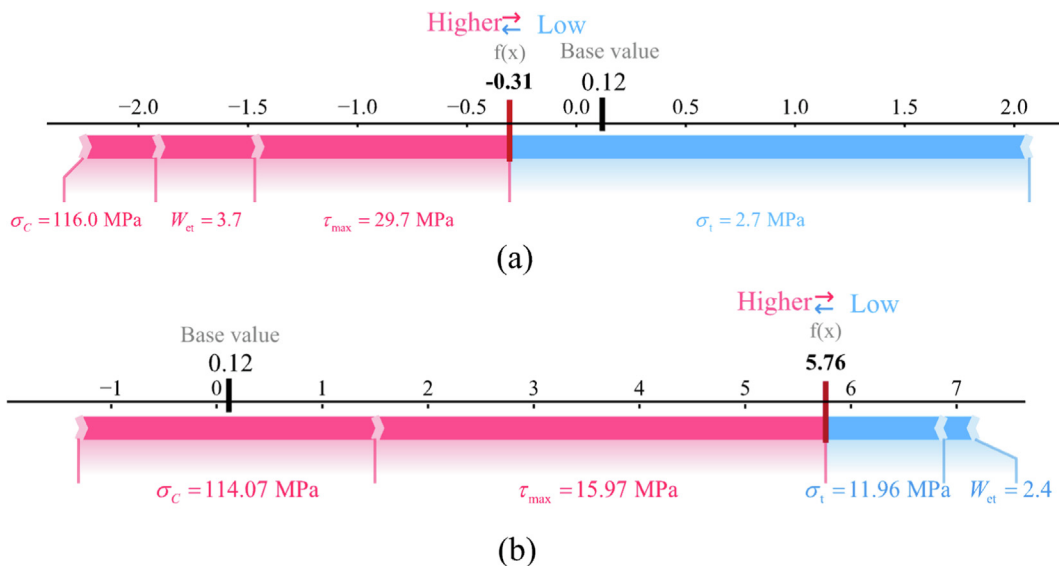 Higher Low
f(x) Base value
-0.31 0.12
−2.0 −1.5 −1.0 −0.5 0.0 0.5 1.0 1.5 2.0
σC =116.0 MPa Wet =3.7 τmax =29.7 MPa σt =2.7 MPa
(a)
Higher Low
Base value f(x)
0.12 5.76
−1 0 1 2 3 4 5 6 7
σC =114.07 MPa τmax =15.97 MPa σt =11.96 MPa Wet =2.4
(b)